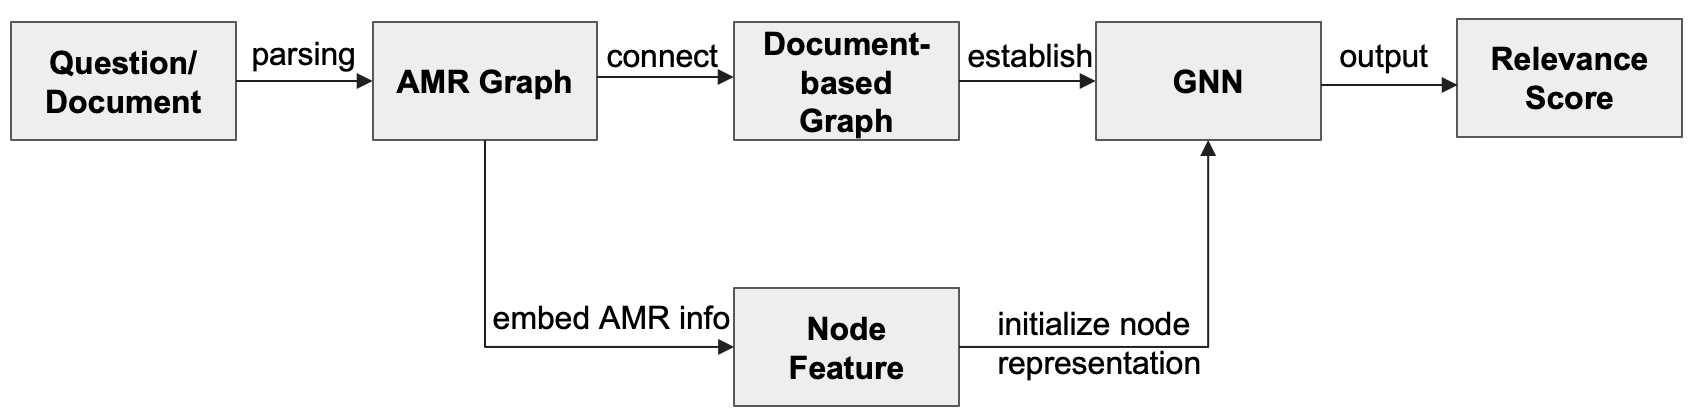 Question/
Document
parsing
AMR Graph
connect
Document-
based
Graph
establish
GNN
output
Relevance
Score
embed AMR info
Node
Feature
initialize node
representation